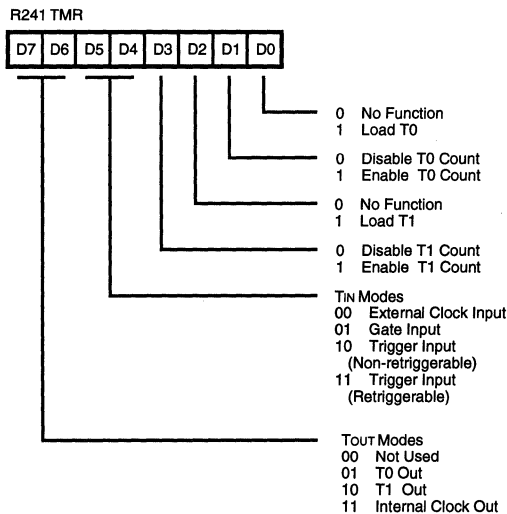 R241 TMR
D7 D6 D5 D4 D3 D2 D1 D0
0 No Function
1 Load T0
0 Disable T0 Count
1 Enable T0 Count
0 No Function
1 Load T1
0 Disable T1 Count
1 Enable T1 Count
TIN Modes
00 External Clock Input
01 Gate Input
10 Trigger Input
(Non-retriggerable)
11 Trigger Input
(Retriggerable)
TOUT Modes
00 Not Used
01 T0 Out
10 T1 Out
11 Internal Clock Out